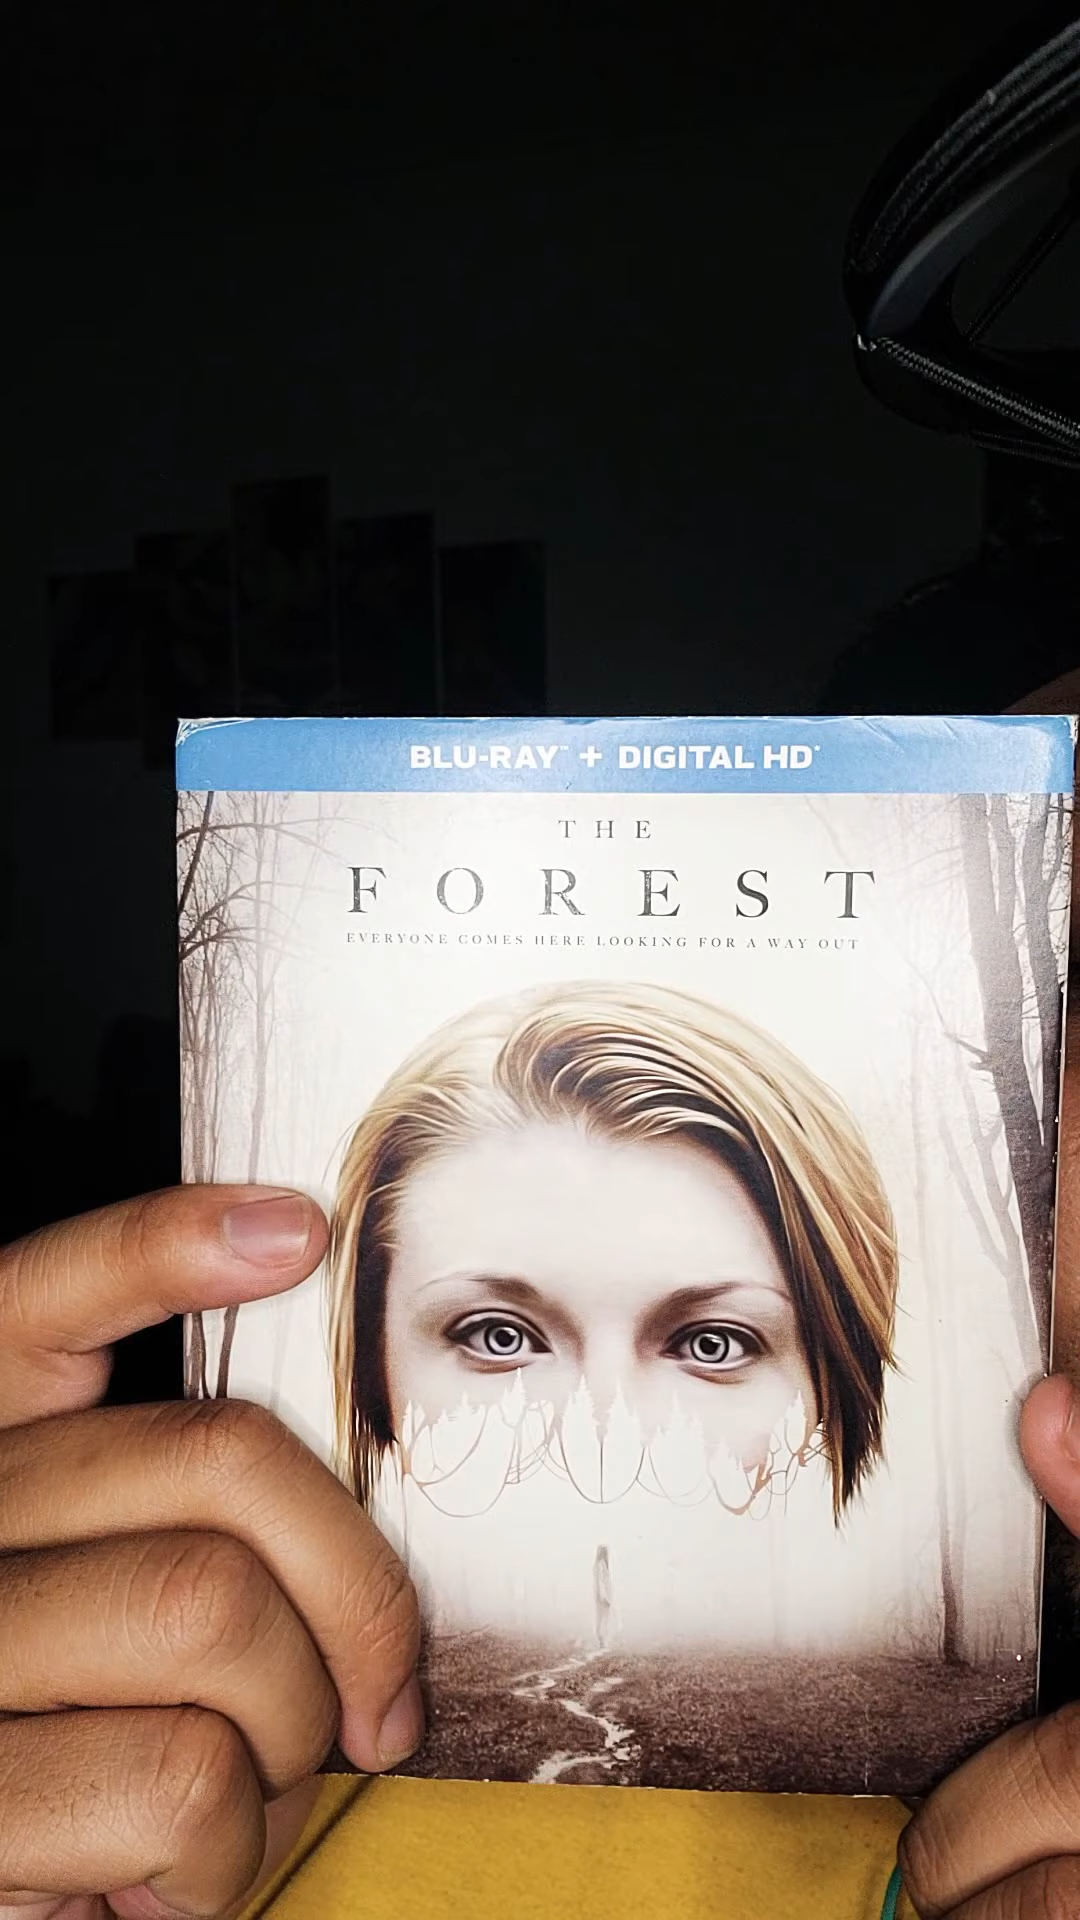 BLU-RAY™ + DIGITAL HD*
THE
FOREST
EVERYONE COMES HERE LOOKING FOR A WAY OUT